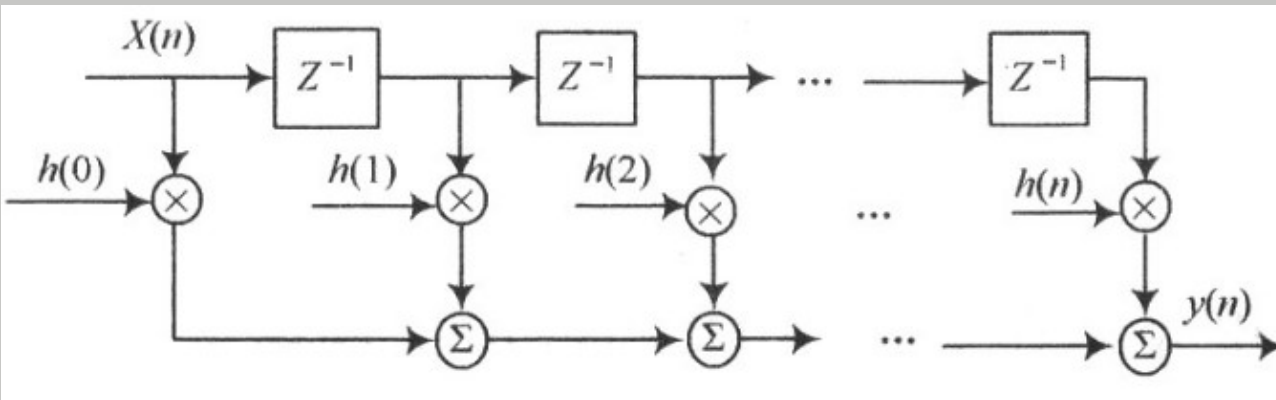 X(n)
Z⁻¹ Z⁻¹ ... Z⁻¹
h(0) × h(1) × h(2) × ... h(n) ×
Σ Σ ... Σ y(n)